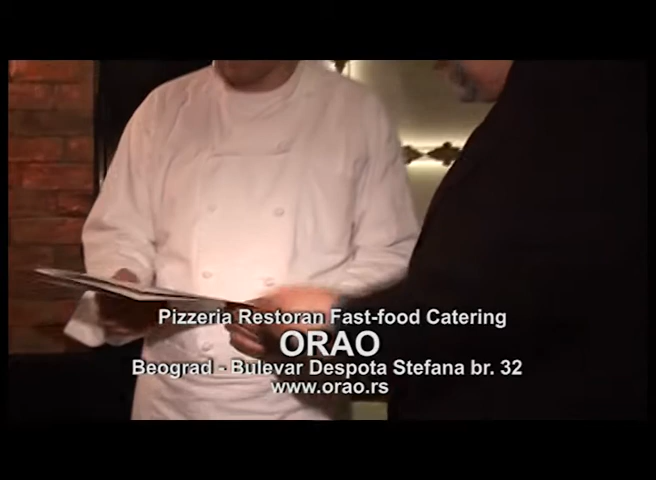 Pizzeria Restoran Fast-food Catering
ORAO
Beograd - Bulevar Despota Stefana br. 32
www.orao.rs